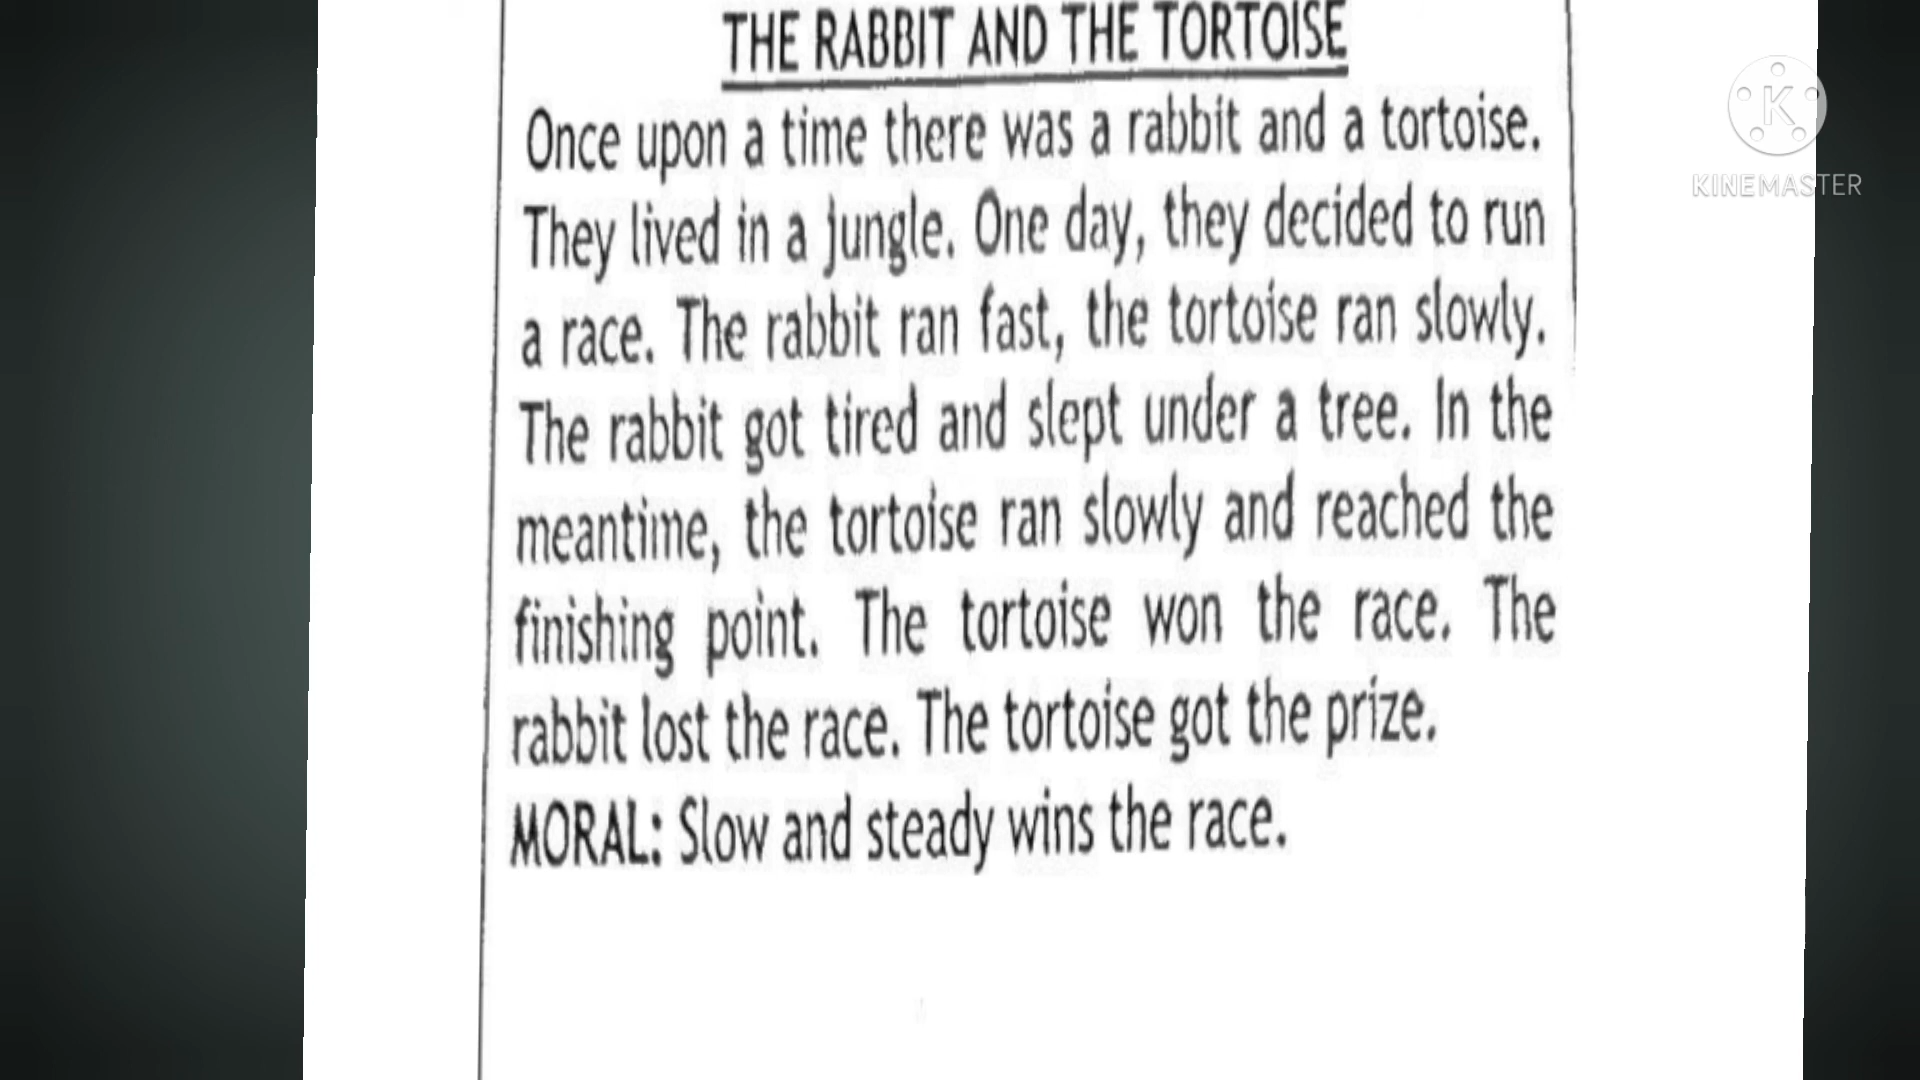 THE RABBIT AND THE TORTOISE
Once upon a time there was a rabbit and a tortoise.
They lived in a jungle. One day, they decided to run
a race. The rabbit ran fast, the tortoise ran slowly.
The rabbit got tired and slept under a tree. In the
meantime, the tortoise ran slowly and reached the
finishing point. The tortoise won the race. The
rabbit lost the race. The tortoise got the prize.
MORAL: Slow and steady wins the race.
K
KINEMASTER